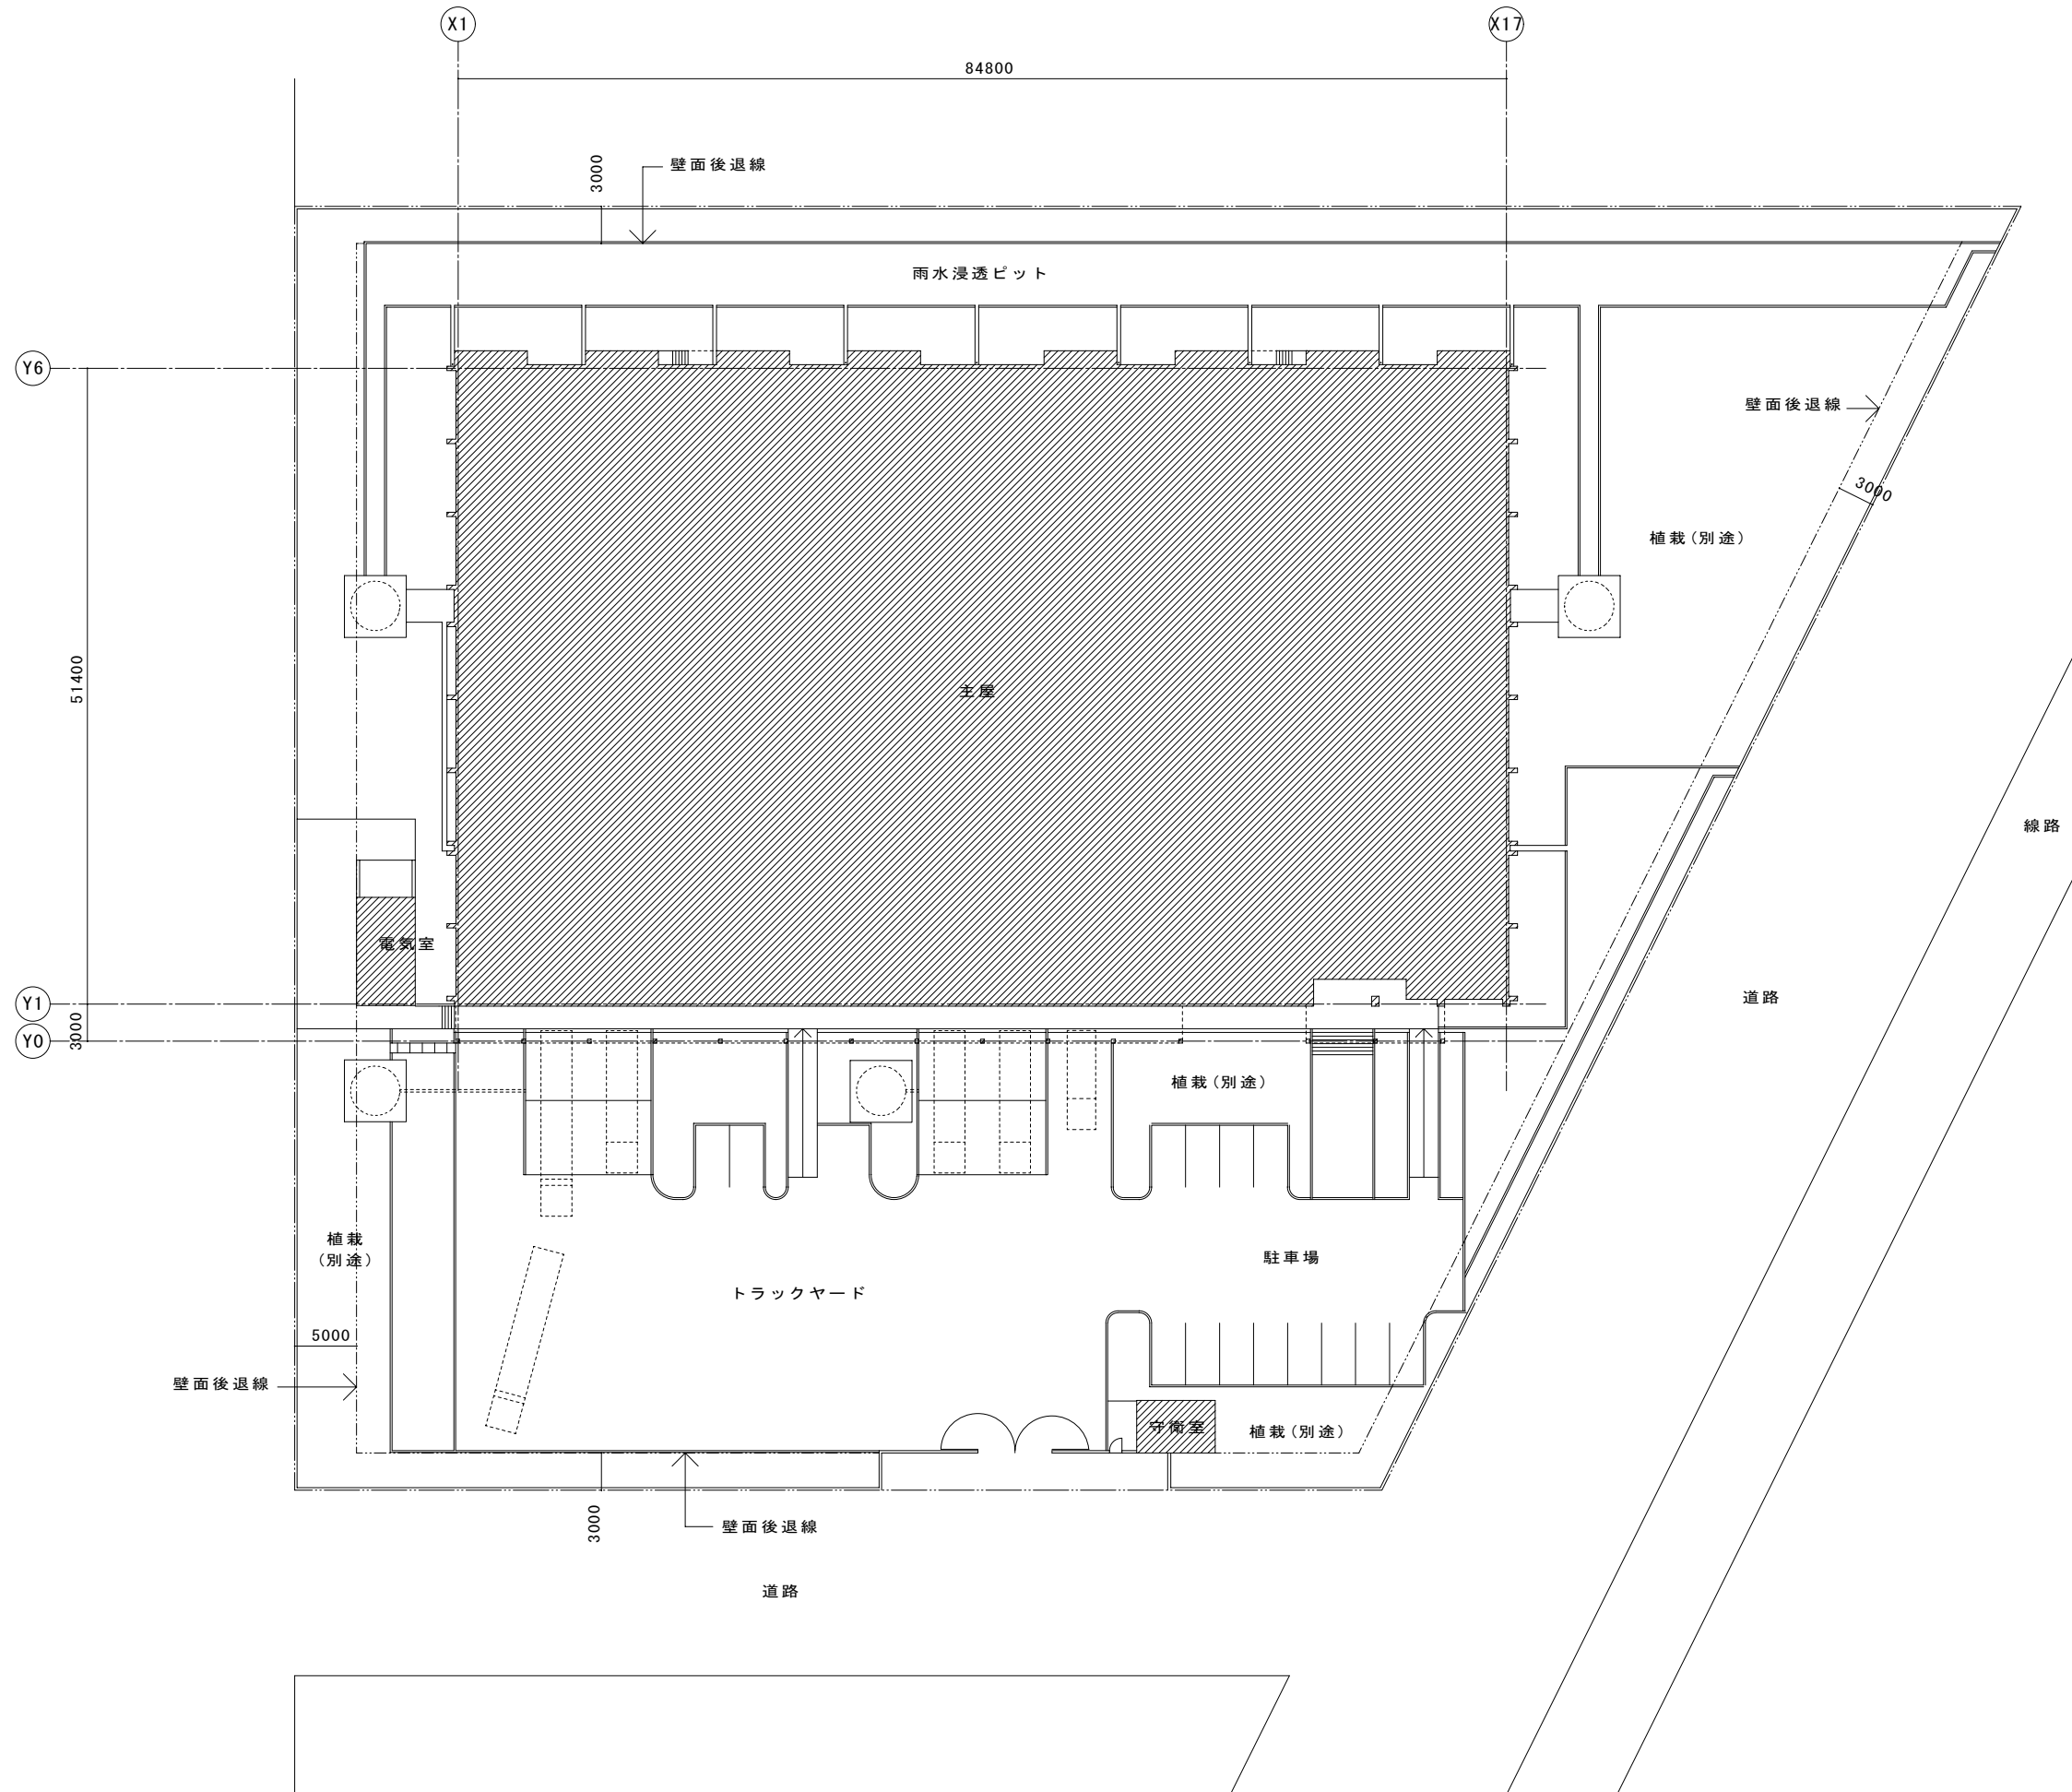 X1
X17
84800
3000
壁面後退線
雨水浸透ピット
Y6
壁面後退線
3000
植栽(別途)
51400
主屋
線路
電気室
道路
Y1
3000
Y0
植栽(別途)
植栽
(別途)
トラックヤード
駐車場
5000
壁面後退線
守衛室
植栽(別途)
3000
壁面後退線
道路